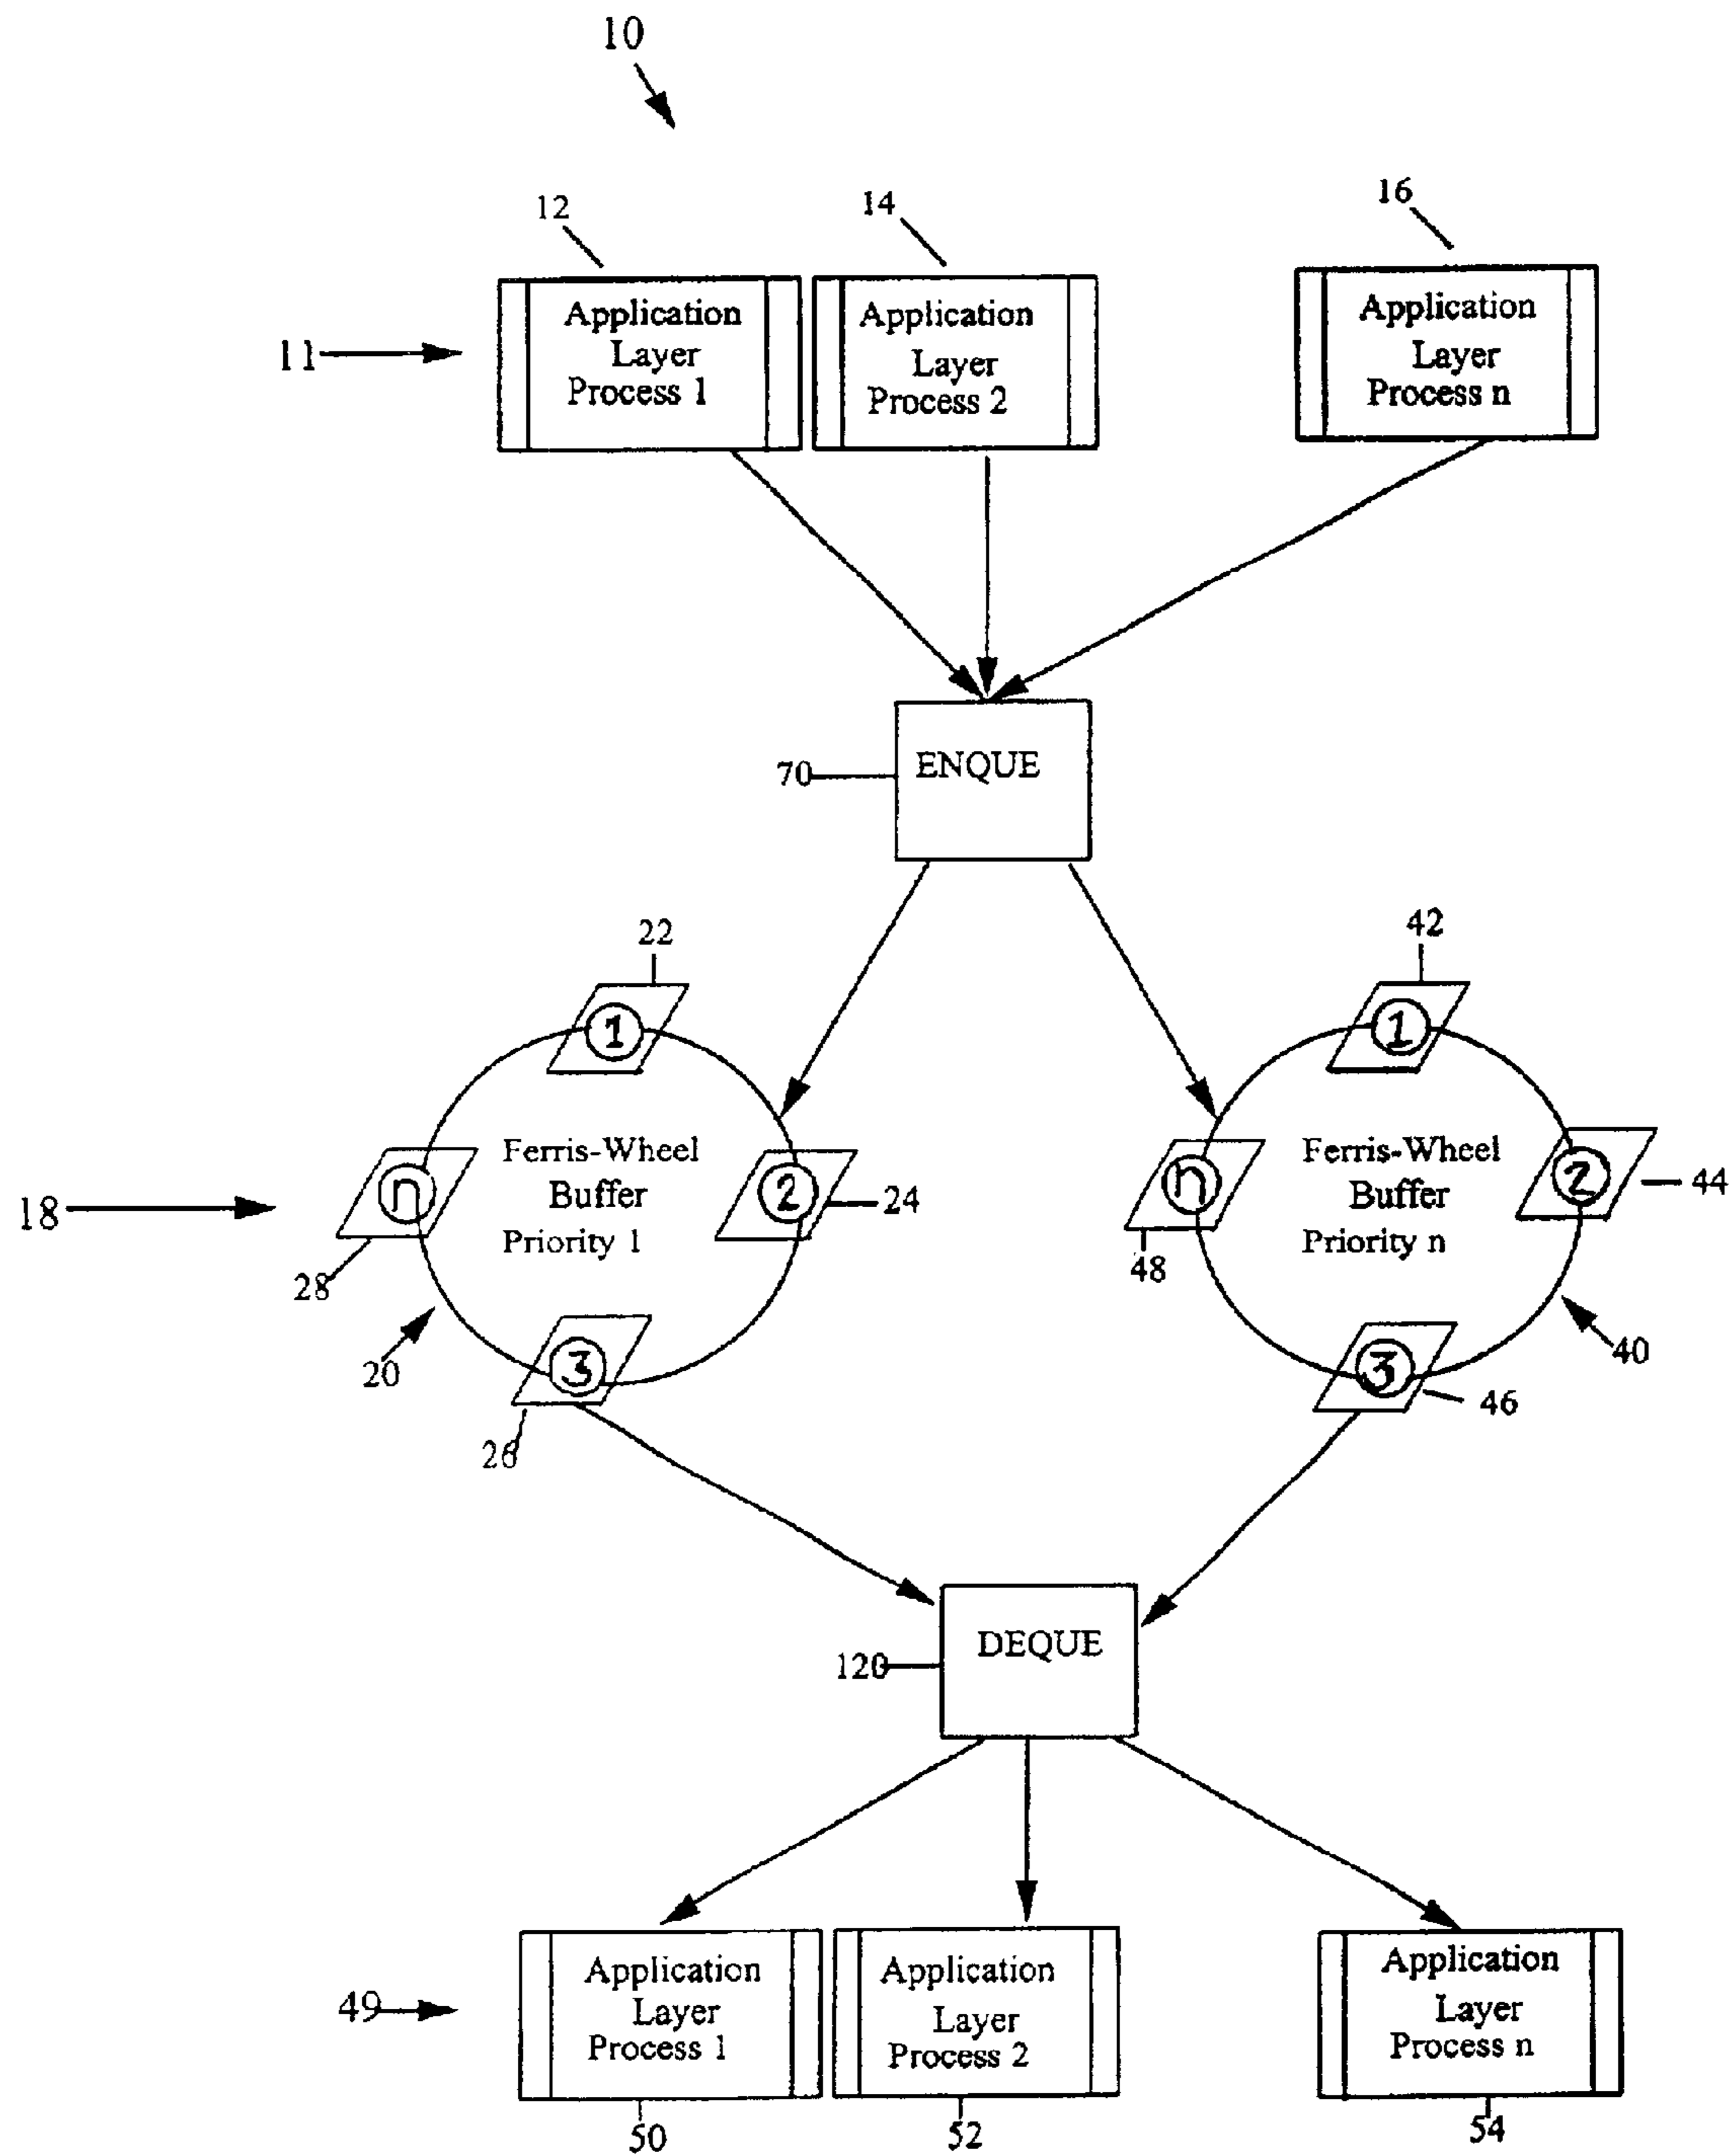 10
12
14
16
11
Application
Layer
Process 1
Application
Layer
Process 2
Application
Layer
Process n
70
ENQUE
22
42
1
1
18
n
Ferris-Wheel
Buffer
Priority 1
2
24
n
Ferris-Wheel
Buffer
Priority n
2
44
28
48
20
3
26
3
46
40
120
DEQUE
49
Application
Layer
Process 1
Application
Layer
Process 2
Application
Layer
Process n
50
52
54